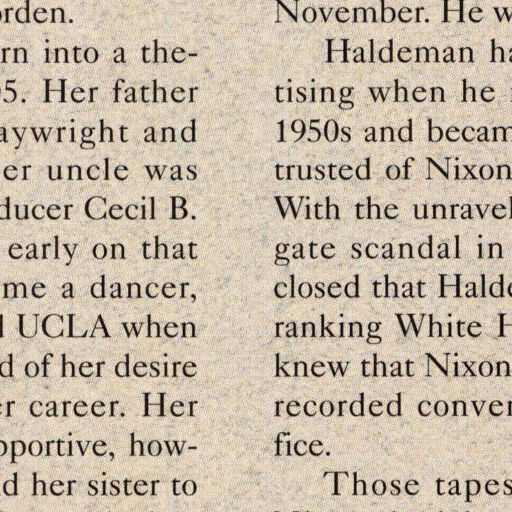 orden.
rn into a the-
5. Her father
aywright and
er uncle was
ducer Cecil B.
early on that
me a dancer,
UCLA when
d of her desire
er career. Her
pportive, how-
d her sister to
November. He w
Haldeman ha
tising when he
1950s and becam
trusted of Nixon
With the unravel
gate scandal in
closed that Halde
ranking White H
knew that Nixon
recorded conver
fice.
Those tapes